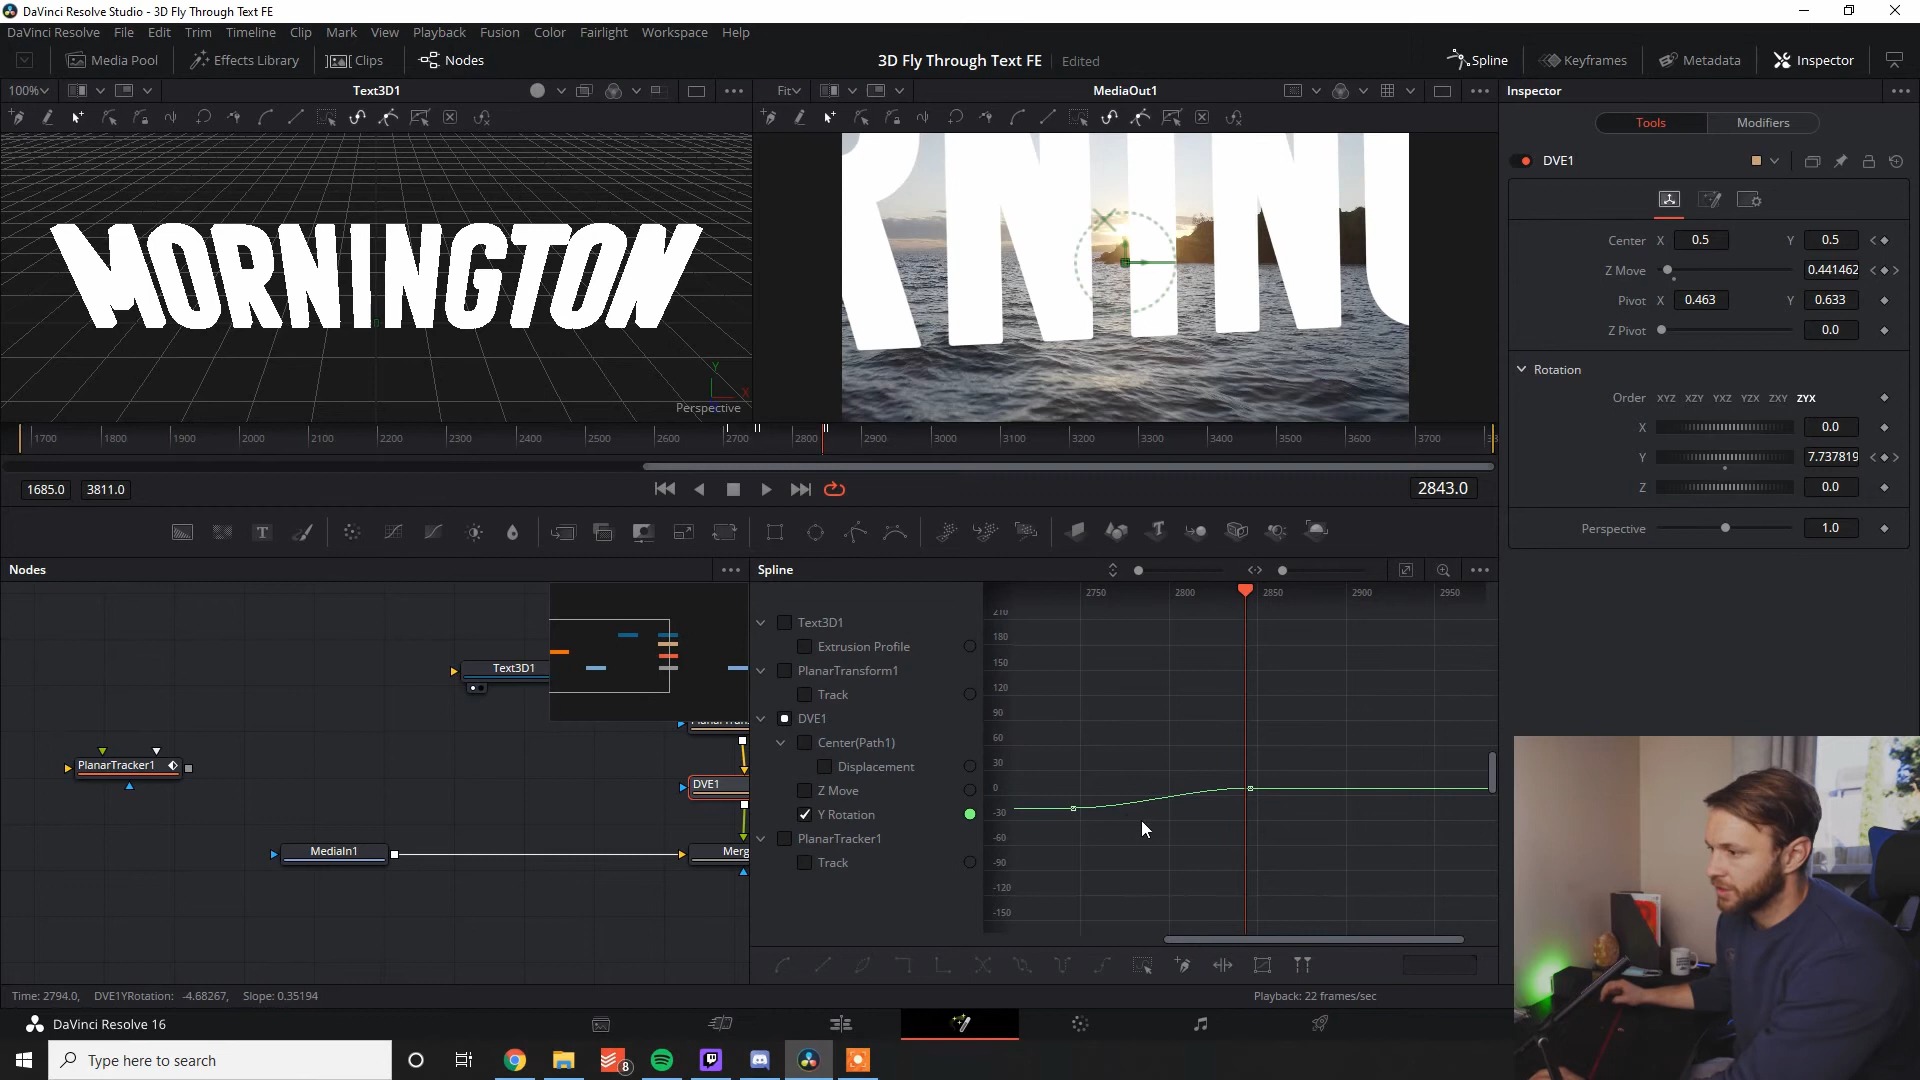 DaVinci Resolve Studio - 3D Fly Through Text FE
DaVinci Resolve File Edit Trim Timeline Clip Mark View Playback Fusion Color Fairlight Workspace Help
Media Pool Effects Library Clips Nodes 3D Fly Through Text FE Edited Spline Keyframes Metadata Inspector
100% Text3D1 Fit MediaOut1 Inspector
Tools Modifiers
DVE1
MORNINGTON
RNING
Perspective
Y
X
Center X 0.5 Y 0.5
Z Move 0.441462
Pivot X 0.463 Y 0.633
Z Pivot 0.0
Rotation
Order XYZ XZY YXZ YZX ZXY ZYX
X 0.0
Y 7.737819
Z 0.0
Perspective 1.0
1700 1800 1900 2000 2100 2200 2300 2400 2500 2600 2700 2800 2900 3000 3100 3200 3300 3400 3500 3600 3700
1685.0 3811.0 2843.0
Nodes Spline
2750 2800 2850 2900 2950
Text3D1
Extrusion Profile
PlanarTransform1
Track
DVE1
Center(Path1)
Displacement
Z Move
Y Rotation
PlanarTracker1
Track
210
180
150
120
90
60
30
0
-30
-60
-90
-120
-150
Text3D1
PlanarTracker1
DVE1
MediaIn1
Merg
Time: 2794.0, DVE1YRotation: -4.68267, Slope: 0.35194
Playback: 22 frames/sec
DaVinci Resolve 16
Type here to search
8